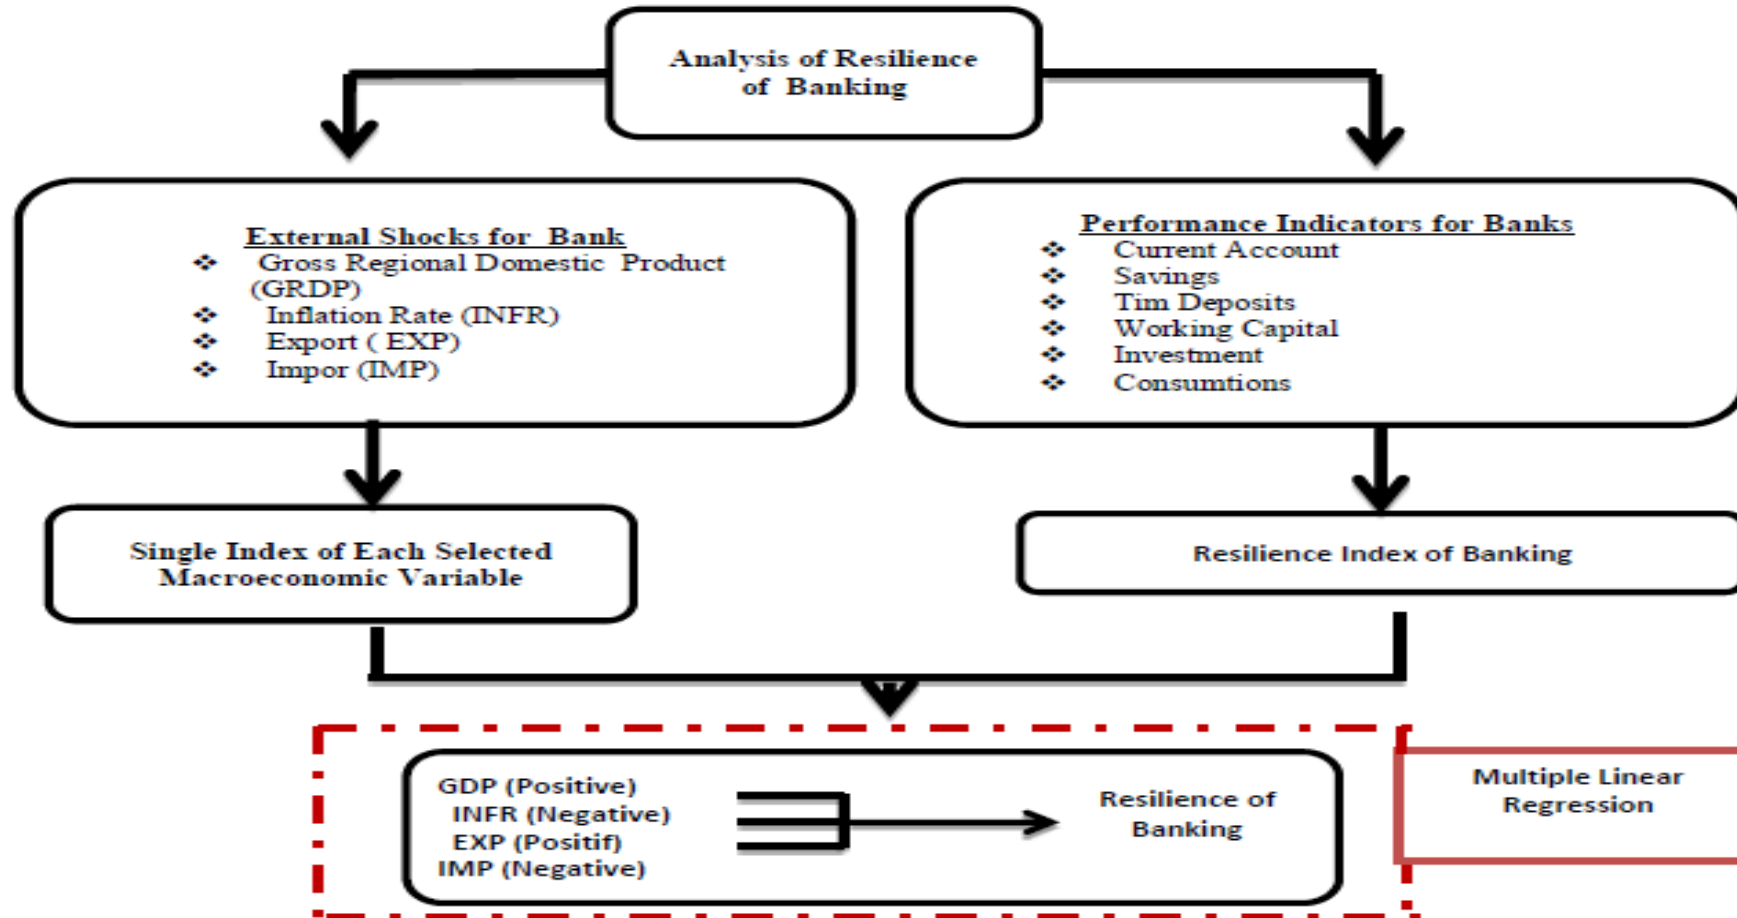 Analysis of Resilience
of Banking
External Shocks for Bank
❖ Gross Regional Domestic Product
(GRDP)
❖ Inflation Rate (INFR)
❖ Export ( EXP)
❖ Impor (IMP)
Performance Indicators for Banks
❖ Current Account
❖ Savings
❖ Tim Deposits
❖ Working Capital
❖ Investment
❖ Consumtions
Single Index of Each Selected
Macroeconomic Variable
Resilience Index of Banking
GDP (Positive)
INFR (Negative)
EXP (Positif)
IMP (Negative)
Resilience of
Banking
Multiple Linear
Regression